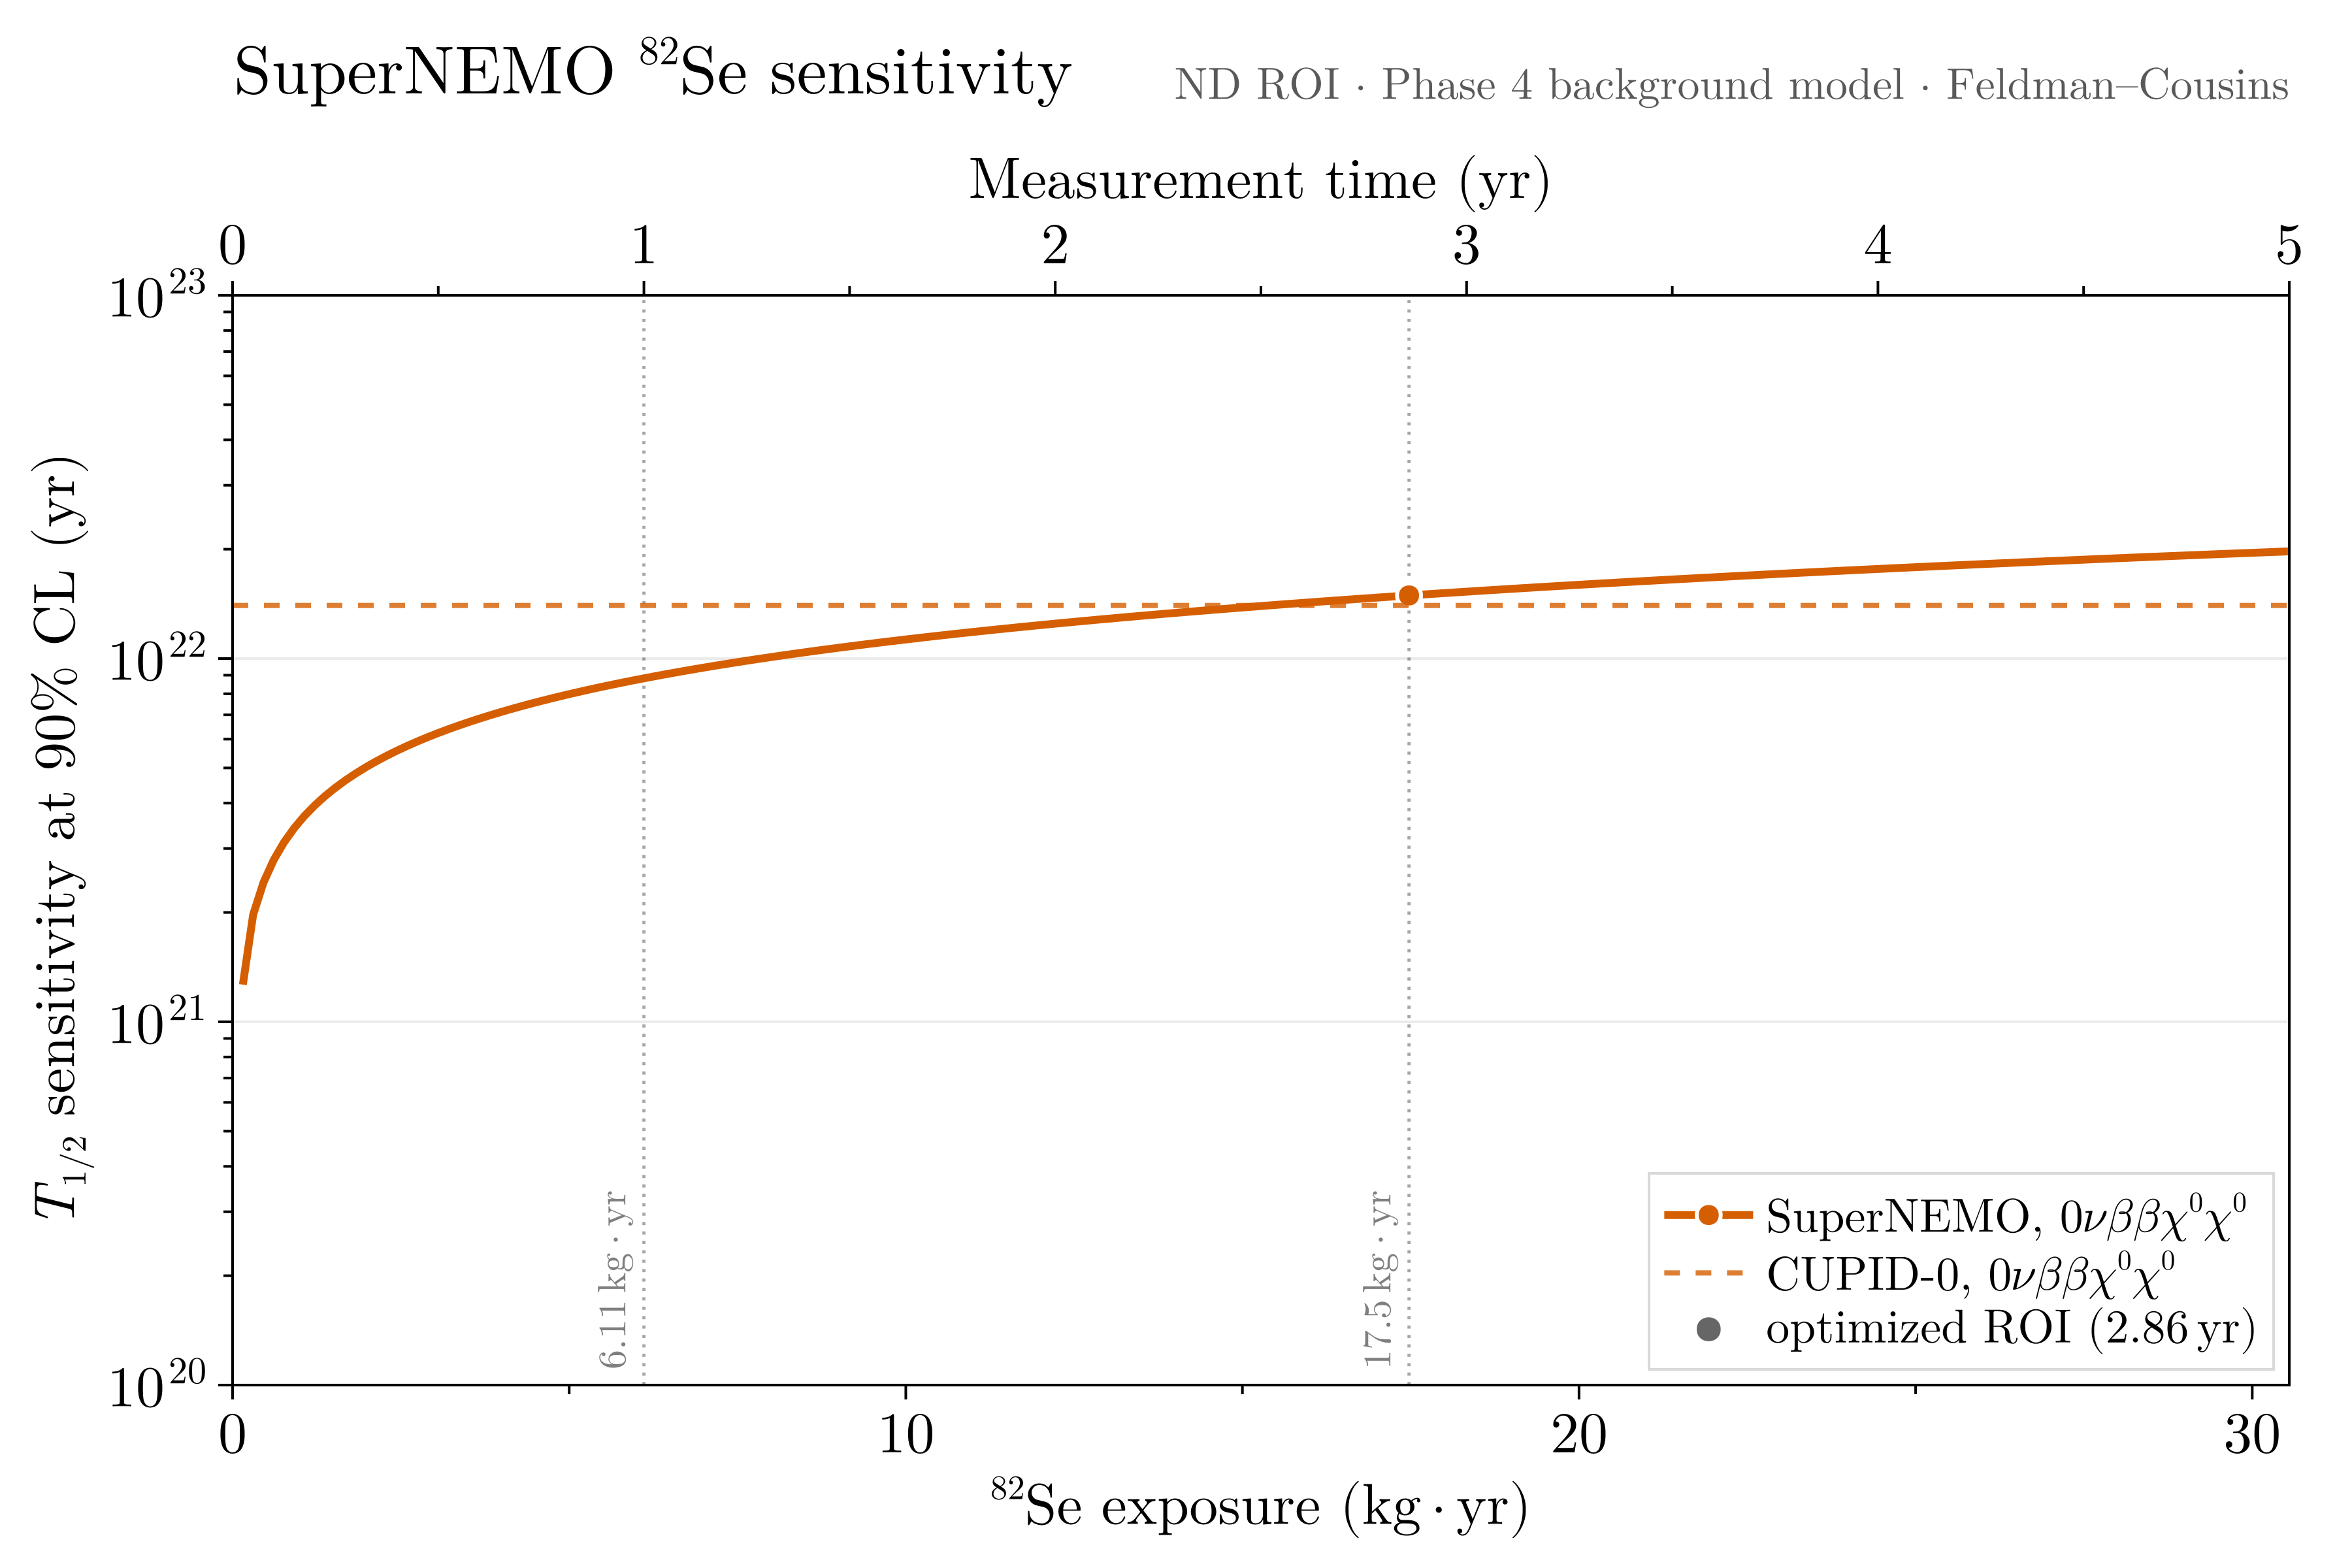 SuperNEMO ⁸²Se sensitivity
ND ROI · Phase 4 background model · Feldman–Cousins
Measurement time (yr)
0 1 2 3 4 5
10²³
10²²
10²¹
10²⁰
T₁/₂ sensitivity at 90% CL (yr)
6.11 kg · yr
17.5 kg · yr
SuperNEMO, 0νββχ⁰χ⁰
CUPID-0, 0νββχ⁰χ⁰
optimized ROI (2.86 yr)
0 10 20 30
⁸²Se exposure (kg · yr)